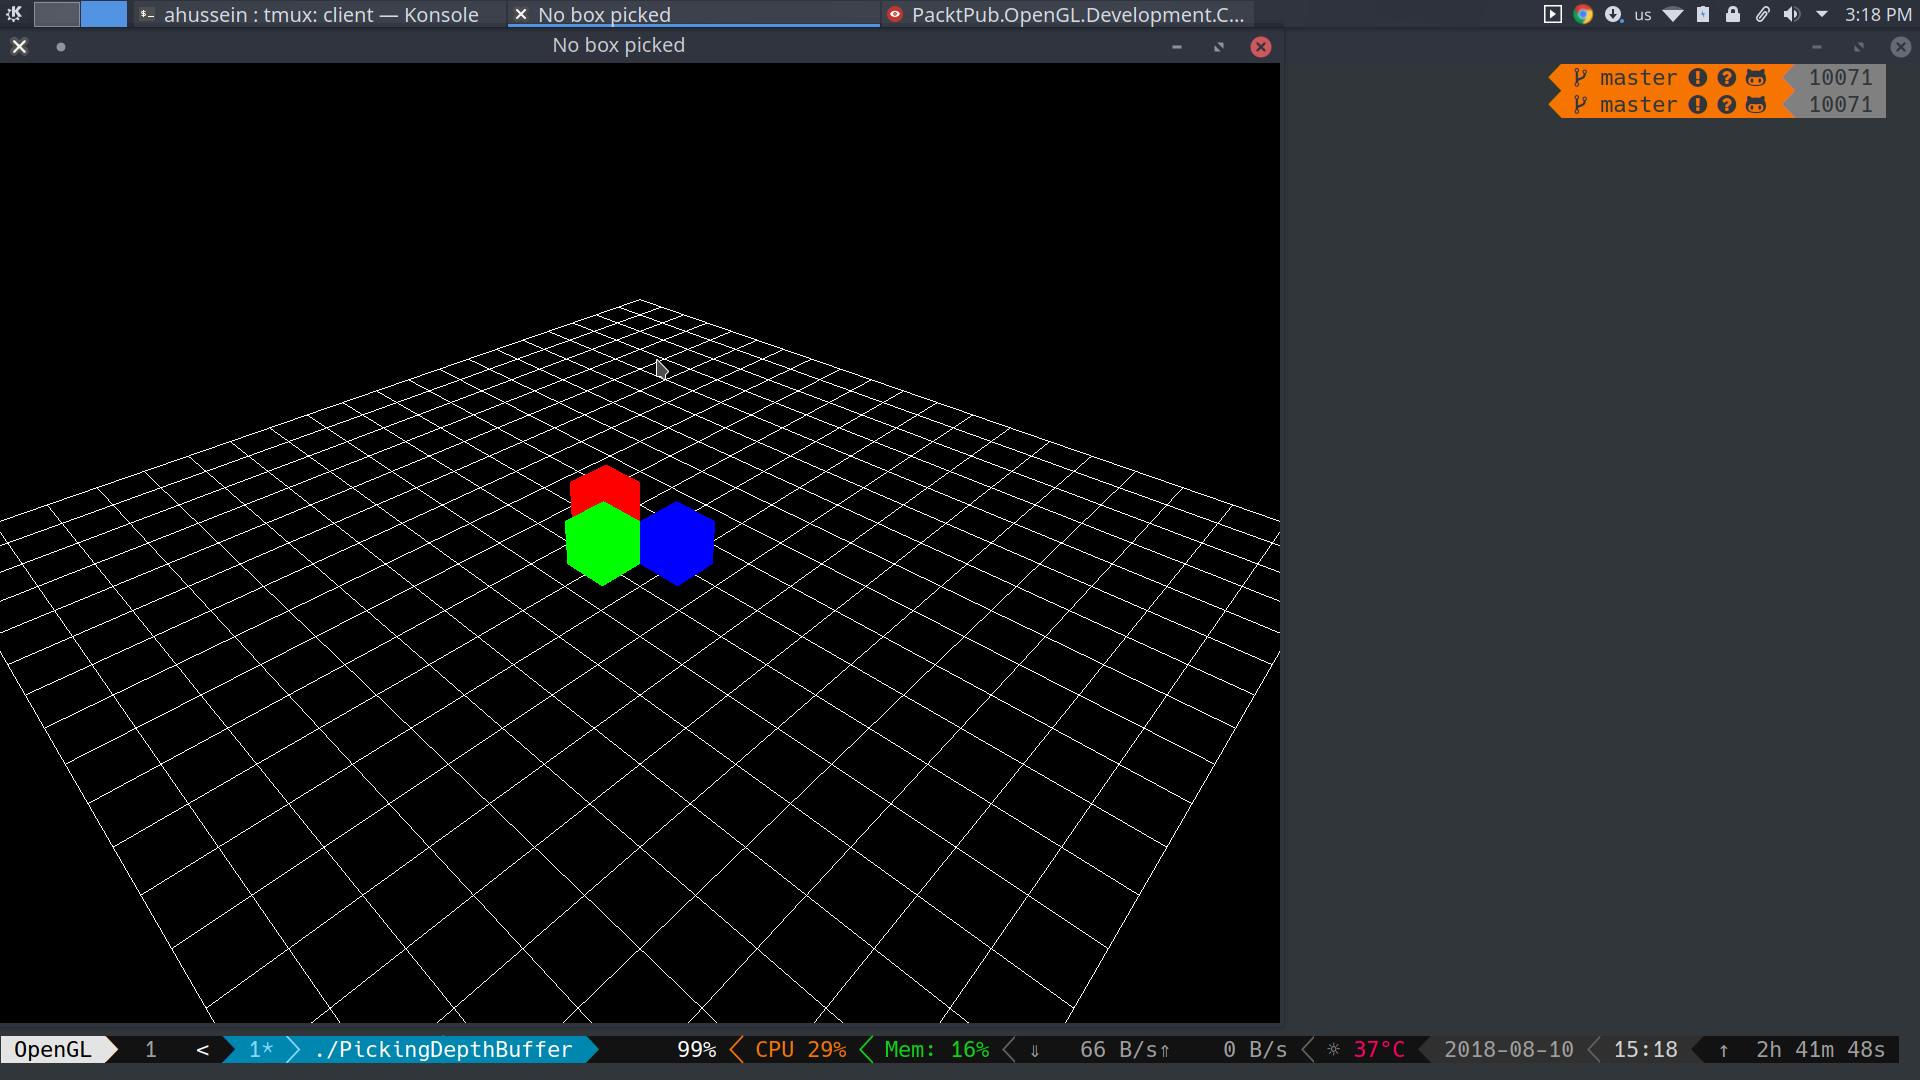 ahussein : tmux: client — Konsole
No box picked
PacktPub.OpenGL.Development.C...
us
3:18 PM
No box picked
master 10071
master 10071
OpenGL 1 < 1* ./PickingDepthBuffer 99% CPU 29% Mem: 16% ⇓ 66 B/s⇑ 0 B/s 37°C 2018-08-10 15:18 ↑ 2h 41m 48s